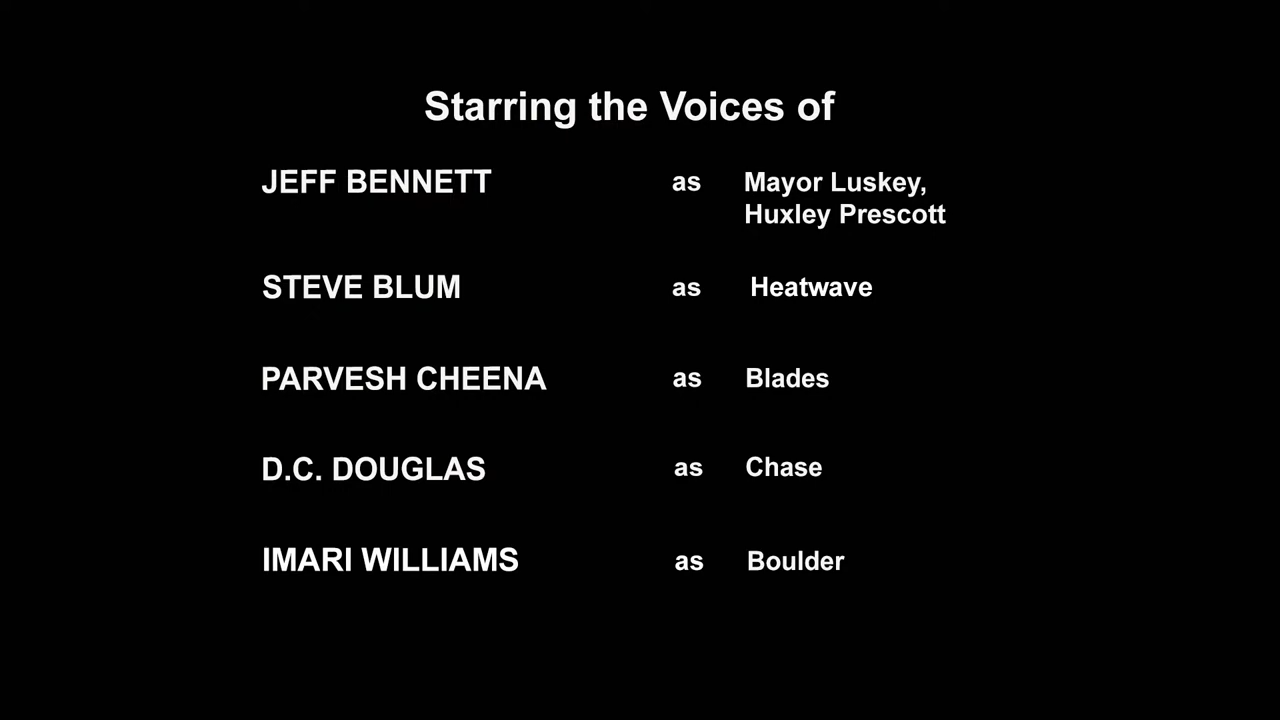 Starring the Voices of
JEFF BENNETT as Mayor Luskey,
Huxley Prescott
STEVE BLUM as Heatwave
PARVESH CHEENA as Blades
D.C. DOUGLAS as Chase
IMARI WILLIAMS as Boulder